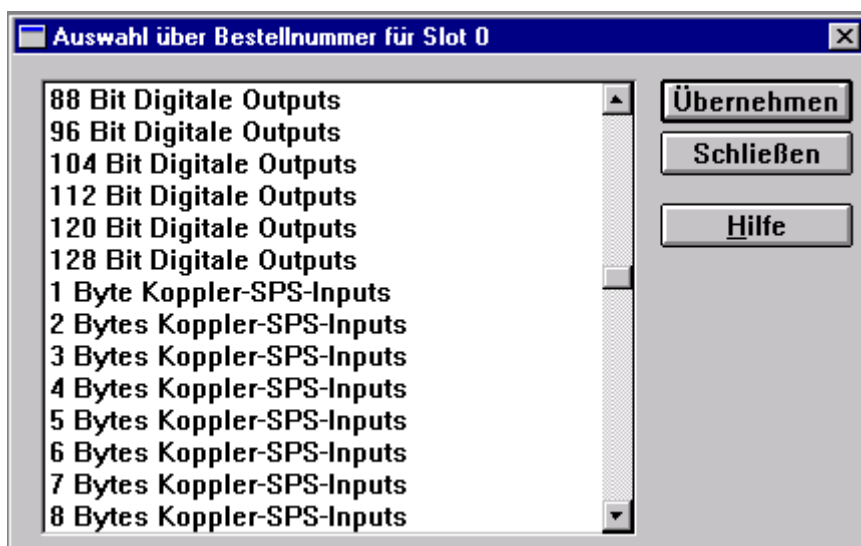 Auswahl über Bestellnummer für Slot 0
88 Bit Digitale Outputs
96 Bit Digitale Outputs
104 Bit Digitale Outputs
112 Bit Digitale Outputs
120 Bit Digitale Outputs
128 Bit Digitale Outputs
1 Byte Koppler-SPS-Inputs
2 Bytes Koppler-SPS-Inputs
3 Bytes Koppler-SPS-Inputs
4 Bytes Koppler-SPS-Inputs
5 Bytes Koppler-SPS-Inputs
6 Bytes Koppler-SPS-Inputs
7 Bytes Koppler-SPS-Inputs
8 Bytes Koppler-SPS-Inputs
Übernehmen
Schließen
Hilfe